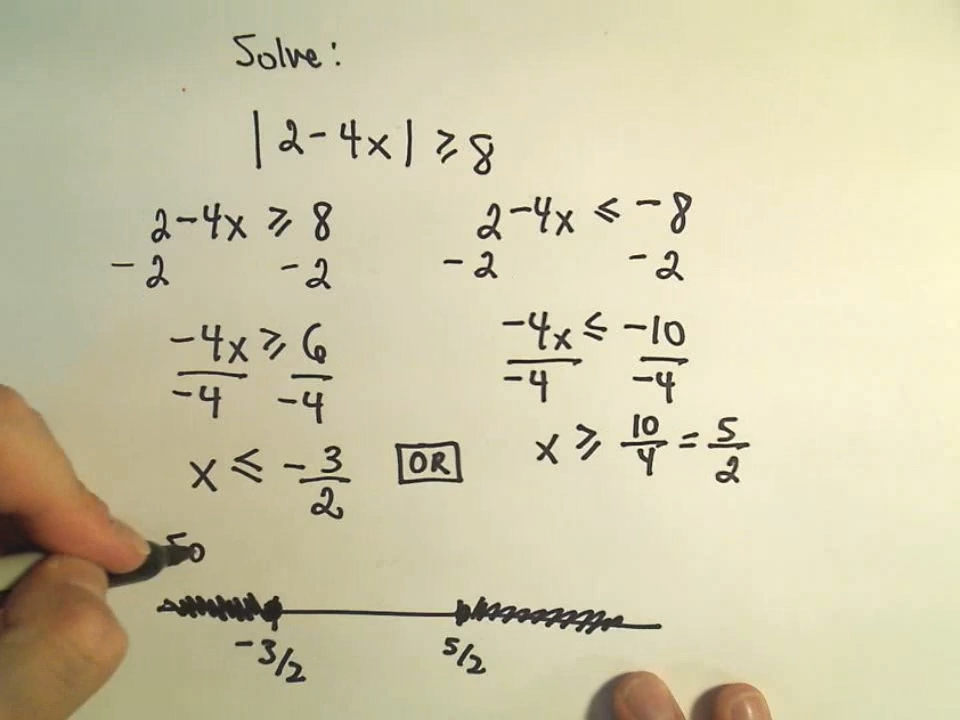 Solve:
|2-4x| ≥ 8
2-4x ≥ 8 2-4x ≤ -8
-2 -2 -2 -2
-4x ≥ 6 -4x ≤ -10
-4 -4 -4 -4
x ≤ -3/2 OR x ≥ 10/4 = 5/2
-3/2 5/2